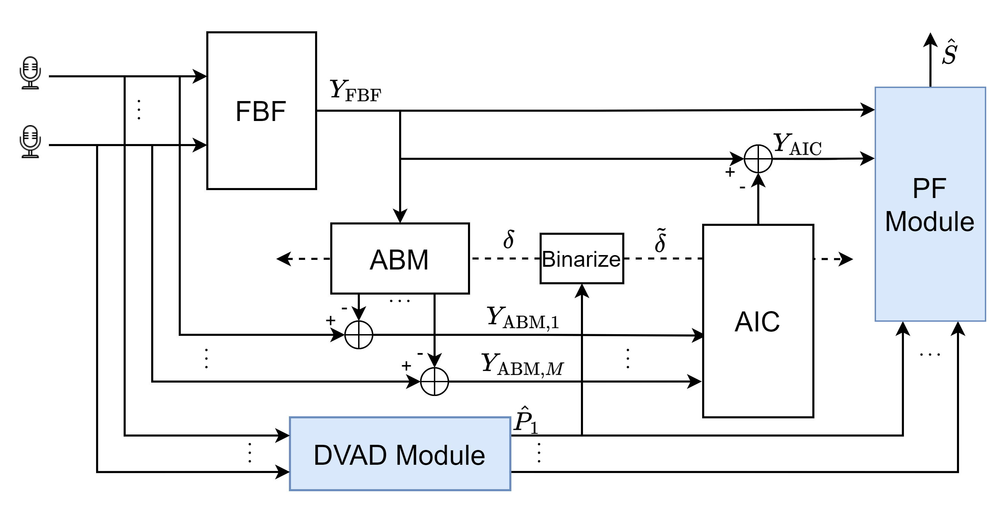 Ŝ
Y_FBF
FBF
Y_AIC
+
-
PF
Module
δ
δ̃
ABM
Binarize
-
+
Y_ABM,1
AIC
-
+
Y_ABM,M
P̂_1
DVAD Module